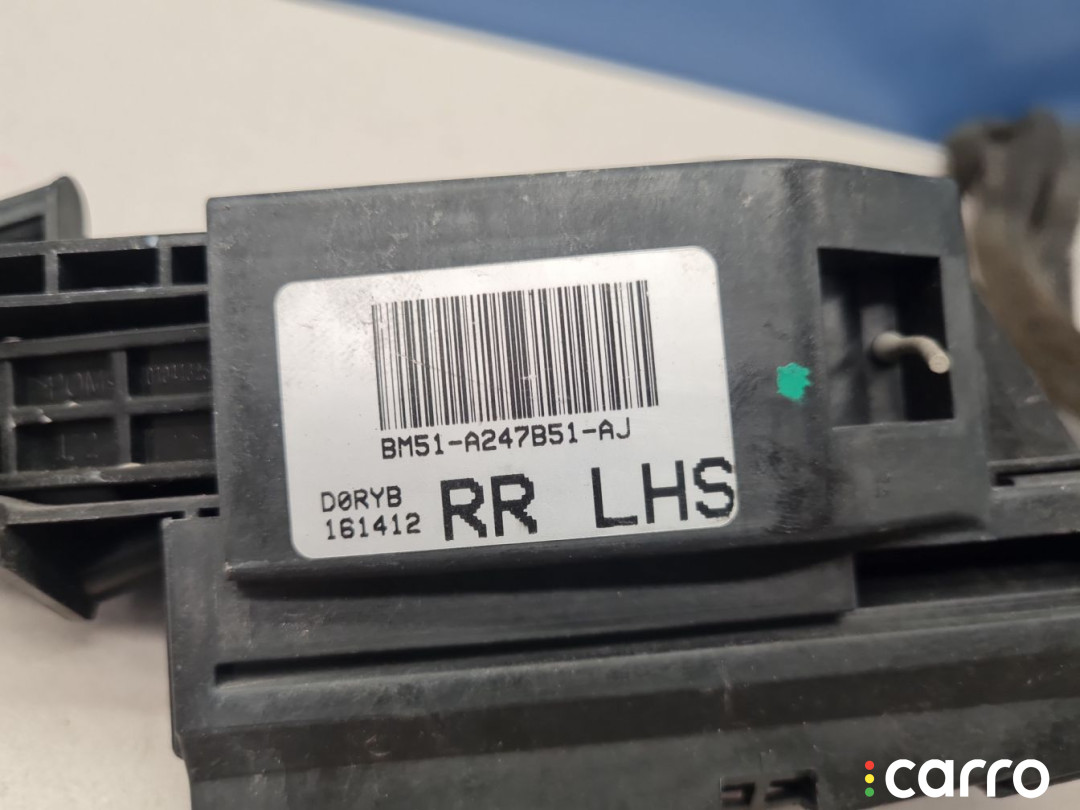 BM51-A247B51-AJ
D0RYB
161412
RR LHS
carro